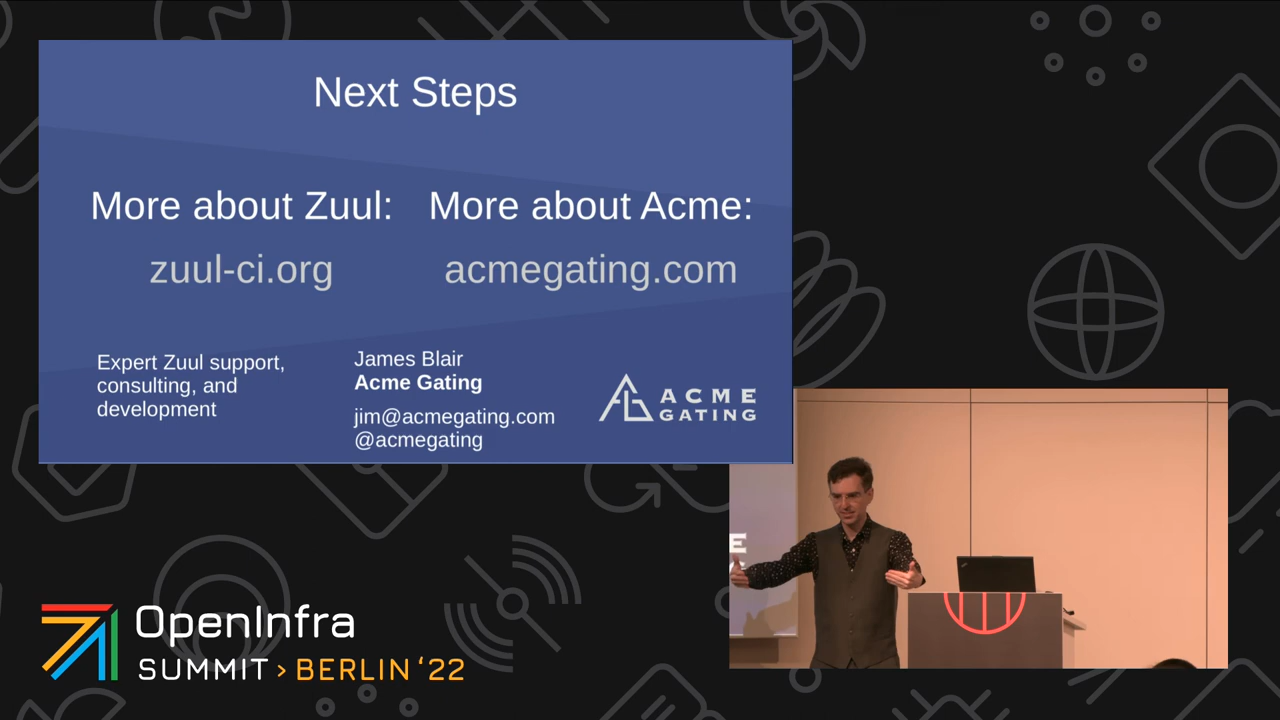 Next Steps
More about Zuul:
zuul-ci.org
More about Acme:
acmegating.com
Expert Zuul support,
consulting, and
development
James Blair
Acme Gating
jim@acmegating.com
@acmegating
ACME
GATING
OpenInfra
SUMMIT > BERLIN ‘22